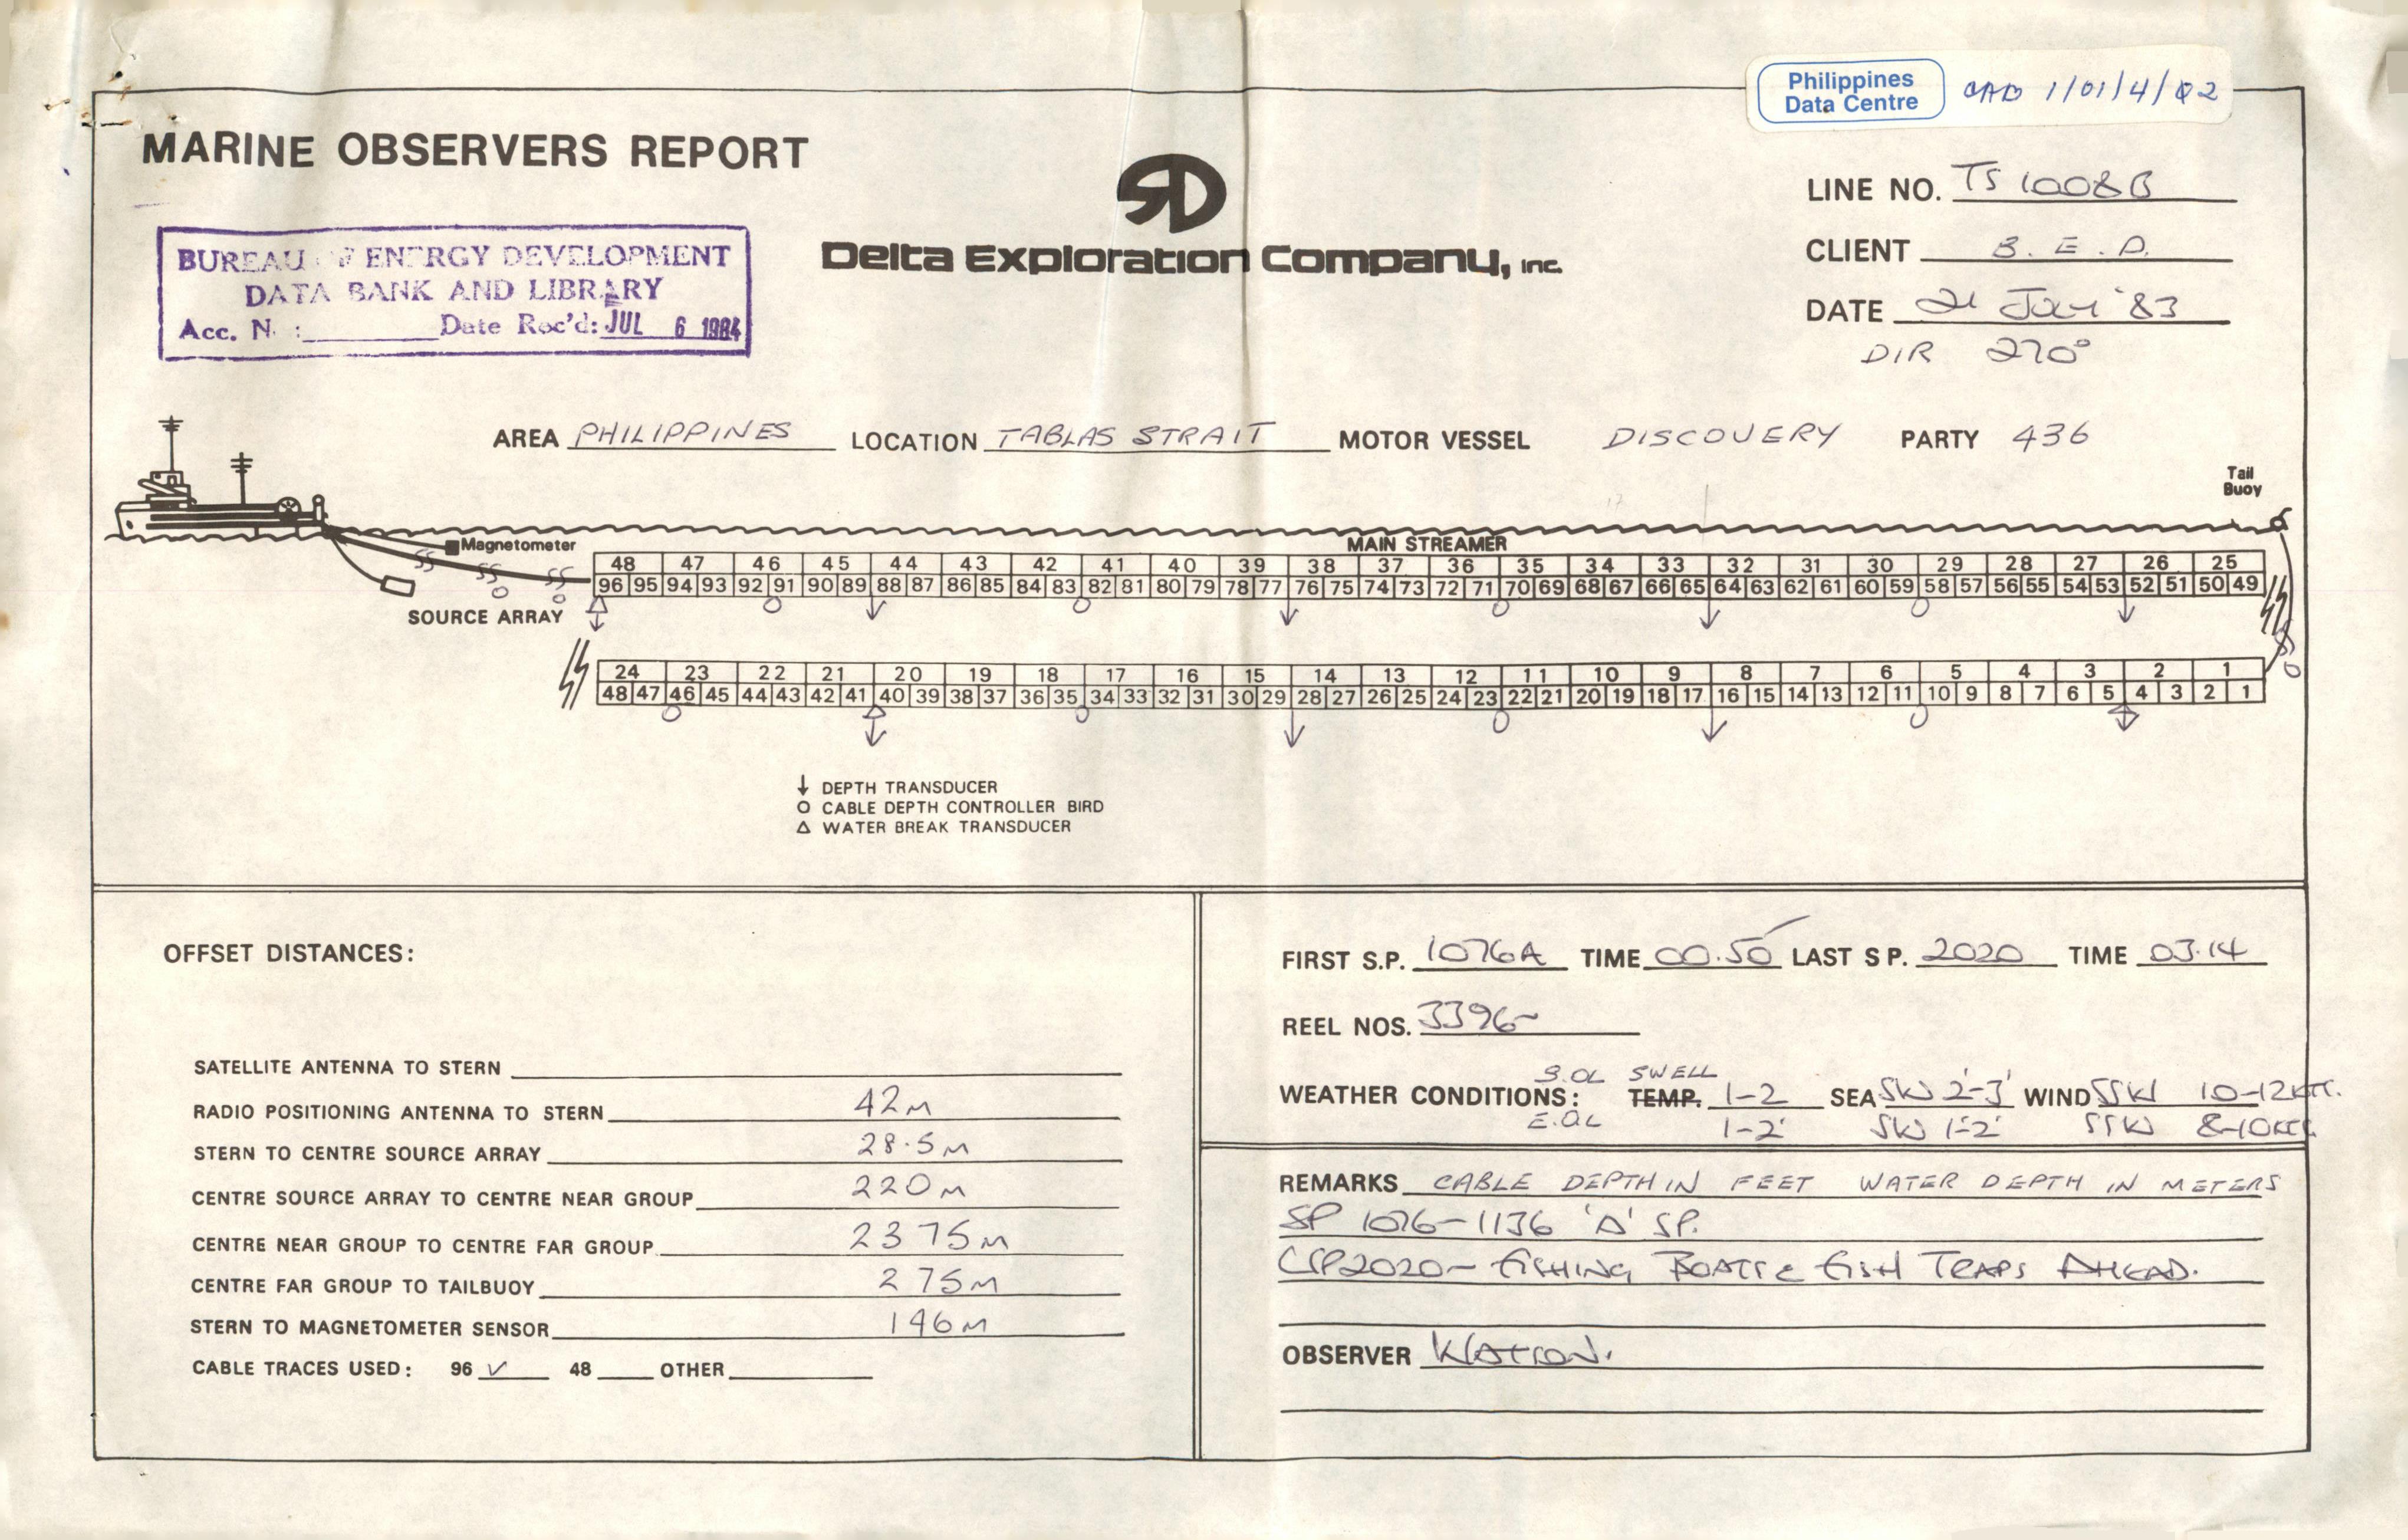 Philippines
Data Centre
1/01/4/02
MARINE OBSERVERS REPORT
LINE NO. TS 1008B
Delta Exploration Company, Inc.
CLIENT B. E. D.
DATE 21 Jan '83
DIR 270°
BUREAU OF ENERGY DEVELOPMENT
DATA BANK AND LIBRARY
Acc. N : Date Rec'd: JUL 6 1984
AREA PHILIPPINES LOCATION TABLAS STRAIT MOTOR VESSEL DISCOVERY PARTY 436
Tail
Buoy
Magnetometer
MAIN STREAMER
48 47 46 45 44 43 42 41 40 39 38 37 36 35 34 33 32 31 30 29 28 27 26 25
96 95 94 93 92 91 90 89 88 87 86 85 84 83 82 81 80 79 78 77 76 75 74 73 72 71 70 69 68 67 66 65 64 63 62 61 60 59 58 57 56 55 54 53 52 51 50 49
SOURCE ARRAY
24 23 22 21 20 19 18 17 16 15 14 13 12 11 10 9 8 7 6 5 4 3 2 1
48 47 46 45 44 43 42 41 40 39 38 37 36 35 34 33 32 31 30 29 28 27 26 25 24 23 22 21 20 19 18 17 16 15 14 13 12 11 10 9 8 7 6 5 4 3 2 1
↓ DEPTH TRANSDUCER
O CABLE DEPTH CONTROLLER BIRD
△ WATER BREAK TRANSDUCER
OFFSET DISTANCES:
SATELLITE ANTENNA TO STERN
RADIO POSITIONING ANTENNA TO STERN 42M
STERN TO CENTRE SOURCE ARRAY 28.5M
CENTRE SOURCE ARRAY TO CENTRE NEAR GROUP 220M
CENTRE NEAR GROUP TO CENTRE FAR GROUP 2375M
CENTRE FAR GROUP TO TAILBUOY 275M
STERN TO MAGNETOMETER SENSOR 146M
CABLE TRACES USED: 96 ✓ 48 OTHER
FIRST S.P. 1076A TIME 00.50 LAST S P. 2020 TIME 03.14
REEL NOS. 3396~
S.OL SWELL
WEATHER CONDITIONS: TEMP. 1-2 SEA SW 2'-3' WIND SSW 10-12KTS.
E.OL 1-2' SW 1'-2' SSW 8-10KTS
REMARKS CABLE DEPTH IN FEET WATER DEPTH IN METERS
SP 1076-1136 'A' SP.
LSP2020~ FISHING BOATS & FISH TRAPS AHEAD.
OBSERVER